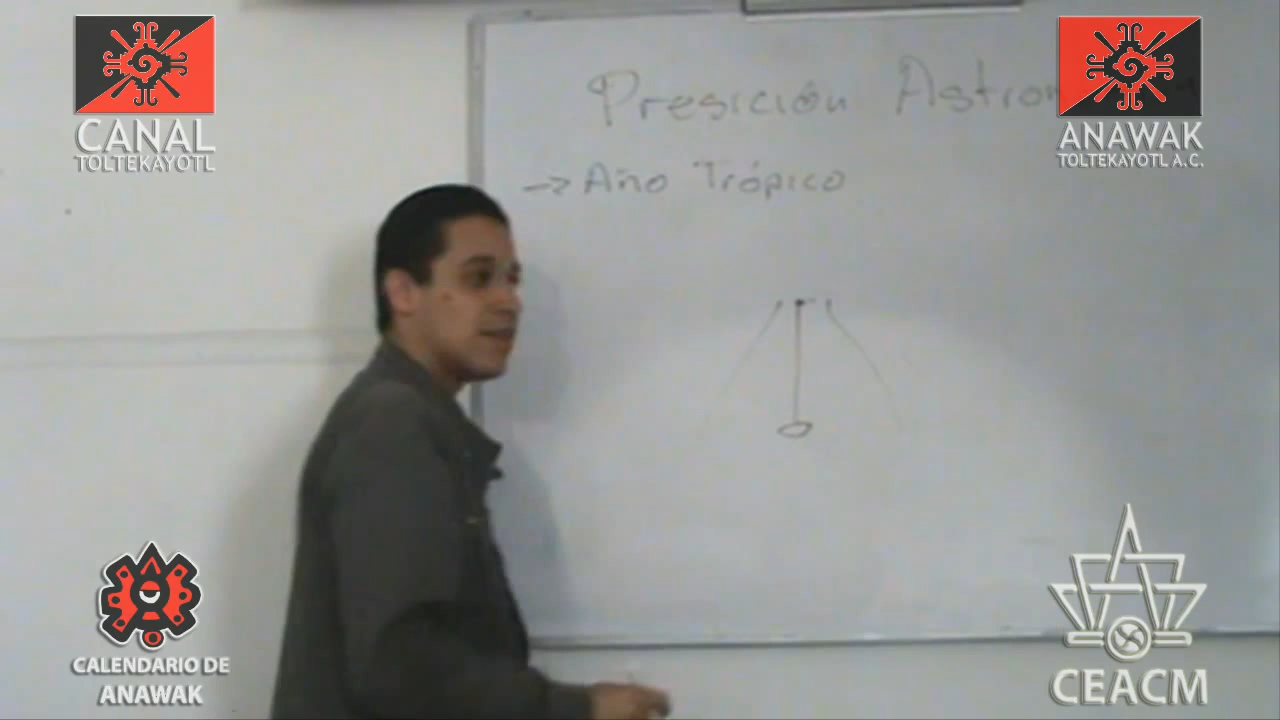 CANAL
TOLTEKAYOTL
ANAWAK
TOLTEKAYOTL A.C.
Presición Astron
→ Año Trópico
CALENDARIO DE
ANAWAK
CEACM